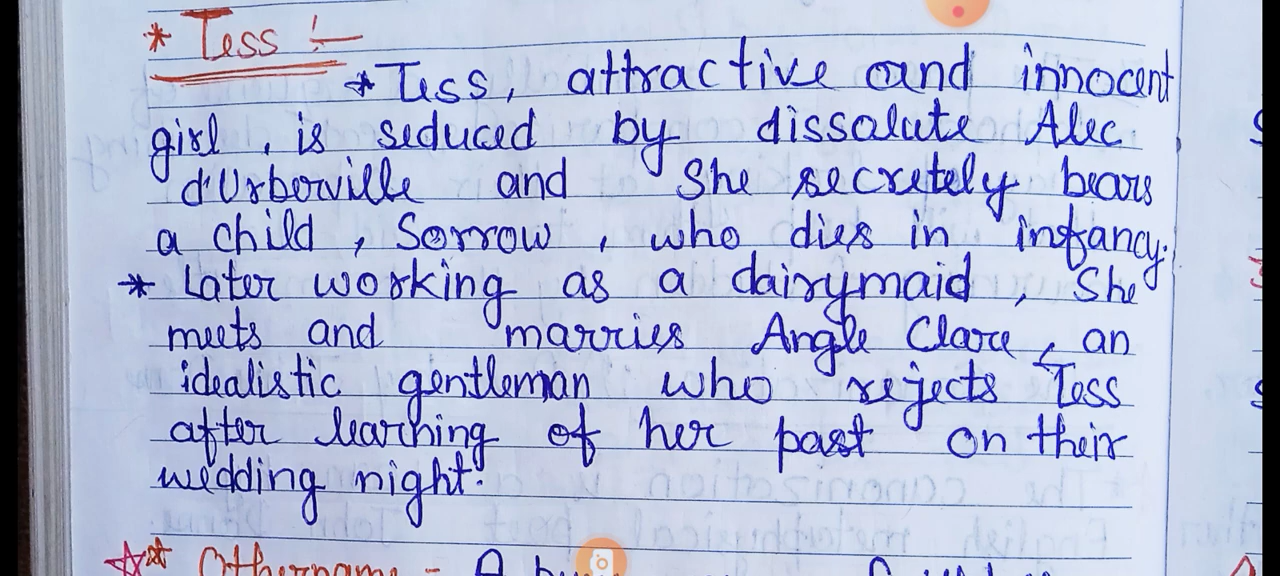 * Tess :-
* Tess, attractive and innocent
girl, is seduced by dissalute Alec
d'Urberville and She secretely bears
a child, Sorrow, who dies in infancy.
* Later working as a dairymaid, She
meets and marries Angle Clare, an
idealistic gentleman who rejects Tess
after learning of her past on their
wedding night.
Othername - A